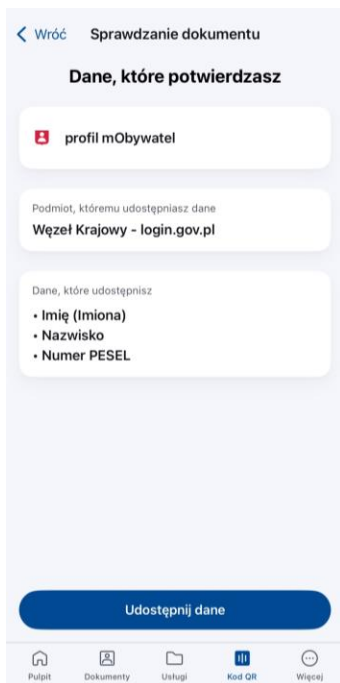 Wróć Sprawdzanie dokumentu
Dane, które potwierdzasz
profil mObywatel
Podmiot, któremu udostępniasz dane
Węzeł Krajowy - login.gov.pl
Dane, które udostępnisz
• Imię (Imiona)
• Nazwisko
• Numer PESEL
Udostępnij dane
Pulpit Dokumenty Usługi Kod QR Więcej